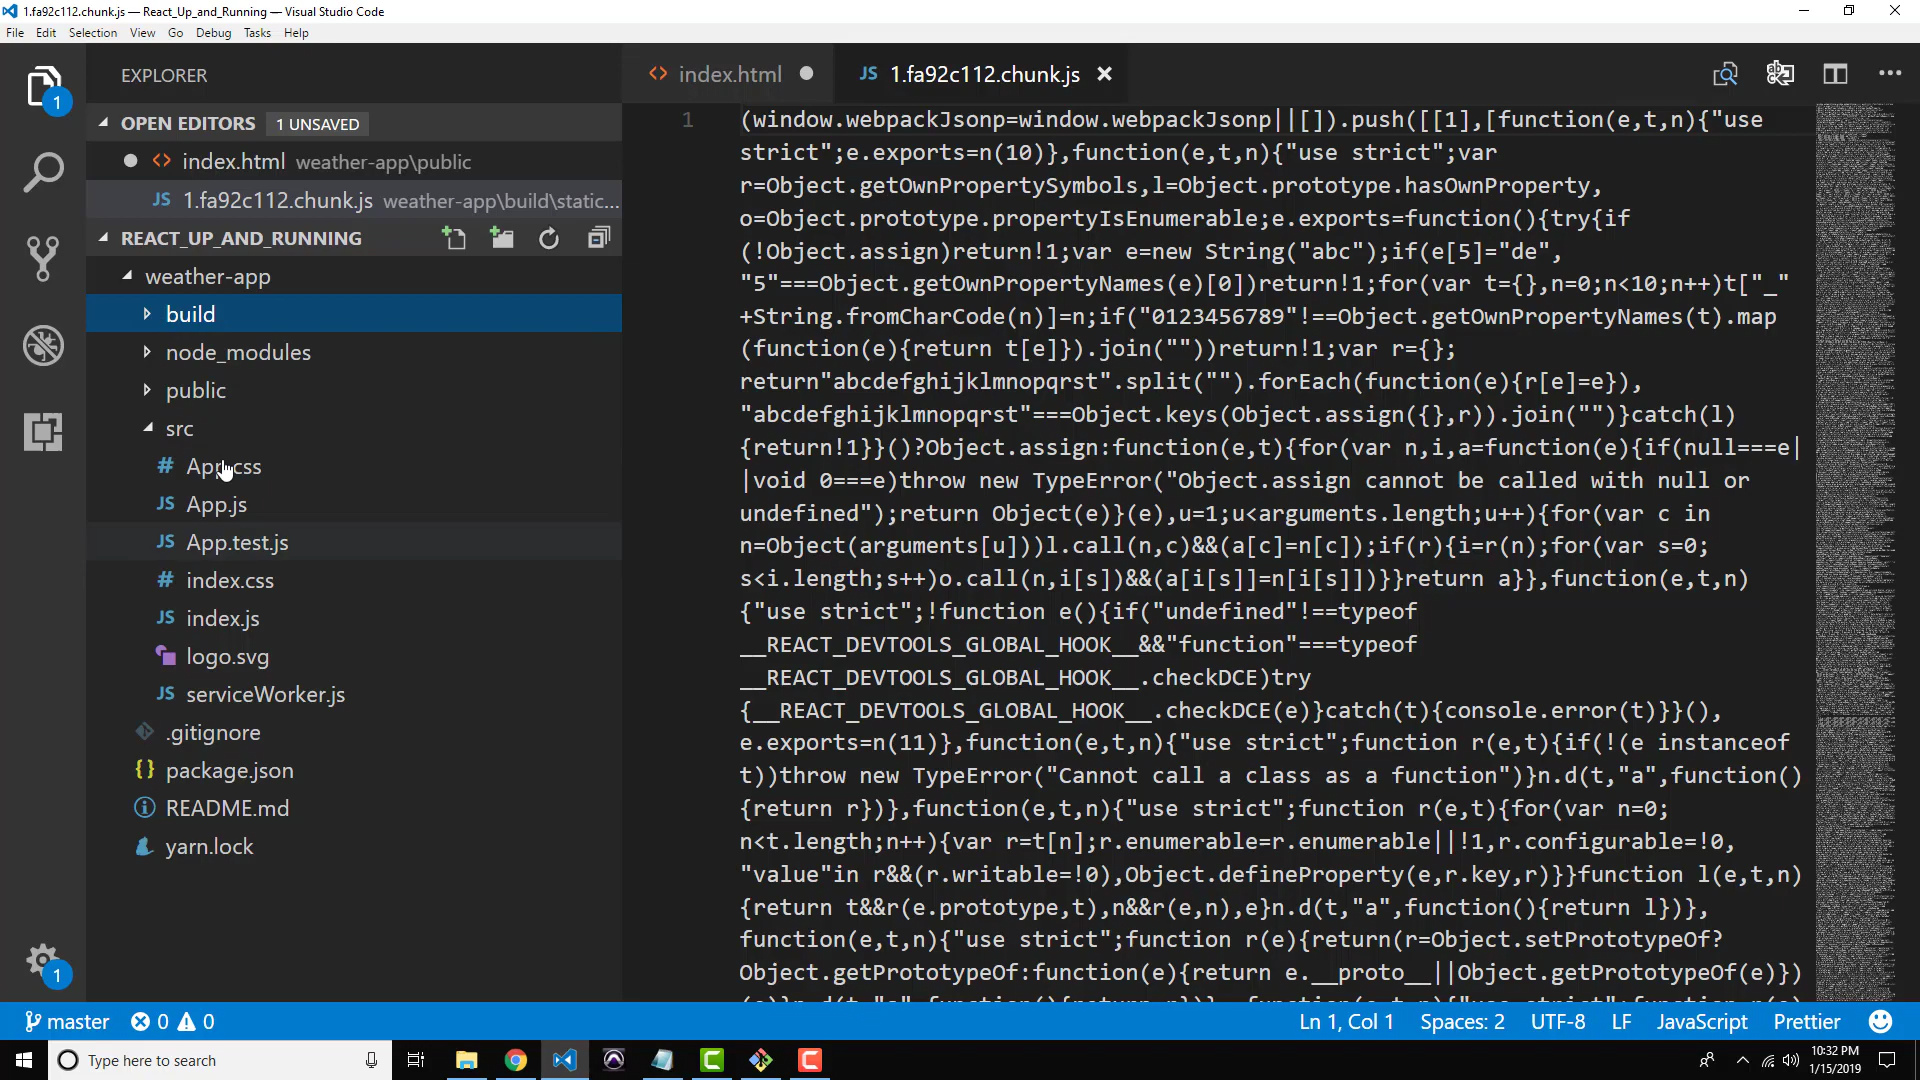 1.fa92c112.chunk.js — React_Up_and_Running — Visual Studio Code
File Edit Selection View Go Debug Tasks Help
EXPLORER
OPEN EDITORS 1 UNSAVED
index.html weather-app\public
JS 1.fa92c112.chunk.js weather-app\build\static...
REACT_UP_AND_RUNNING
weather-app
build
node_modules
public
src
# App.css
JS App.js
JS App.test.js
# index.css
JS index.js
logo.svg
JS serviceWorker.js
.gitignore
{} package.json
README.md
yarn.lock
1
1
<> index.html
JS 1.fa92c112.chunk.js
1
(window.webpackJsonp=window.webpackJsonp||[]).push([[1],[function(e,t,n){"use
strict";e.exports=n(10)},function(e,t,n){"use strict";var
r=Object.getOwnPropertySymbols,l=Object.prototype.hasOwnProperty,
o=Object.prototype.propertyIsEnumerable;e.exports=function(){try{if
(!Object.assign)return!1;var e=new String("abc");if(e[5]="de",
"5"===Object.getOwnPropertyNames(e)[0])return!1;for(var t={},n=0;n<10;n++)t["_"
+String.fromCharCode(n)]=n;if("0123456789"!==Object.getOwnPropertyNames(t).map
(function(e){return t[e]}).join(""))return!1;var r={};
return"abcdefghijklmnopqrst".split("").forEach(function(e){r[e]=e}),
"abcdefghijklmnopqrst"===Object.keys(Object.assign({},r)).join("")}catch(l)
{return!1}}()?Object.assign:function(e,t){for(var n,i,a=function(e){if(null===e|
|void 0===e)throw new TypeError("Object.assign cannot be called with null or
undefined");return Object(e)}(e),u=1;u<arguments.length;u++){for(var c in
n=Object(arguments[u]))l.call(n,c)&&(a[c]=n[c]);if(r){i=r(n);for(var s=0;
s<i.length;s++)o.call(n,i[s])&&(a[i[s]]=n[i[s]])}}return a}},function(e,t,n)
{"use strict";!function e(){if("undefined"!==typeof
__REACT_DEVTOOLS_GLOBAL_HOOK__&&"function"===typeof
__REACT_DEVTOOLS_GLOBAL_HOOK__.checkDCE)try
{__REACT_DEVTOOLS_GLOBAL_HOOK__.checkDCE(e)}catch(t){console.error(t)}}(),
e.exports=n(11)},function(e,t,n){"use strict";function r(e,t){if(!(e instanceof
t))throw new TypeError("Cannot call a class as a function")}n.d(t,"a",function()
{return r})},function(e,t,n){"use strict";function r(e,t){for(var n=0;
n<t.length;n++){var r=t[n];r.enumerable=r.enumerable||!1,r.configurable=!0,
"value"in r&&(r.writable=!0),Object.defineProperty(e,r.key,r)}}function l(e,t,n)
{return t&&r(e.prototype,t),n&&r(e,n),e}n.d(t,"a",function(){return l})},
function(e,t,n){"use strict";function r(e){return(r=Object.setPrototypeOf?
Object.getPrototypeOf:function(e){return e.__proto__||Object.getPrototypeOf(e)})
master 0 0
Ln 1, Col 1 Spaces: 2 UTF-8 LF JavaScript Prettier
Type here to search
10:32 PM
1/15/2019